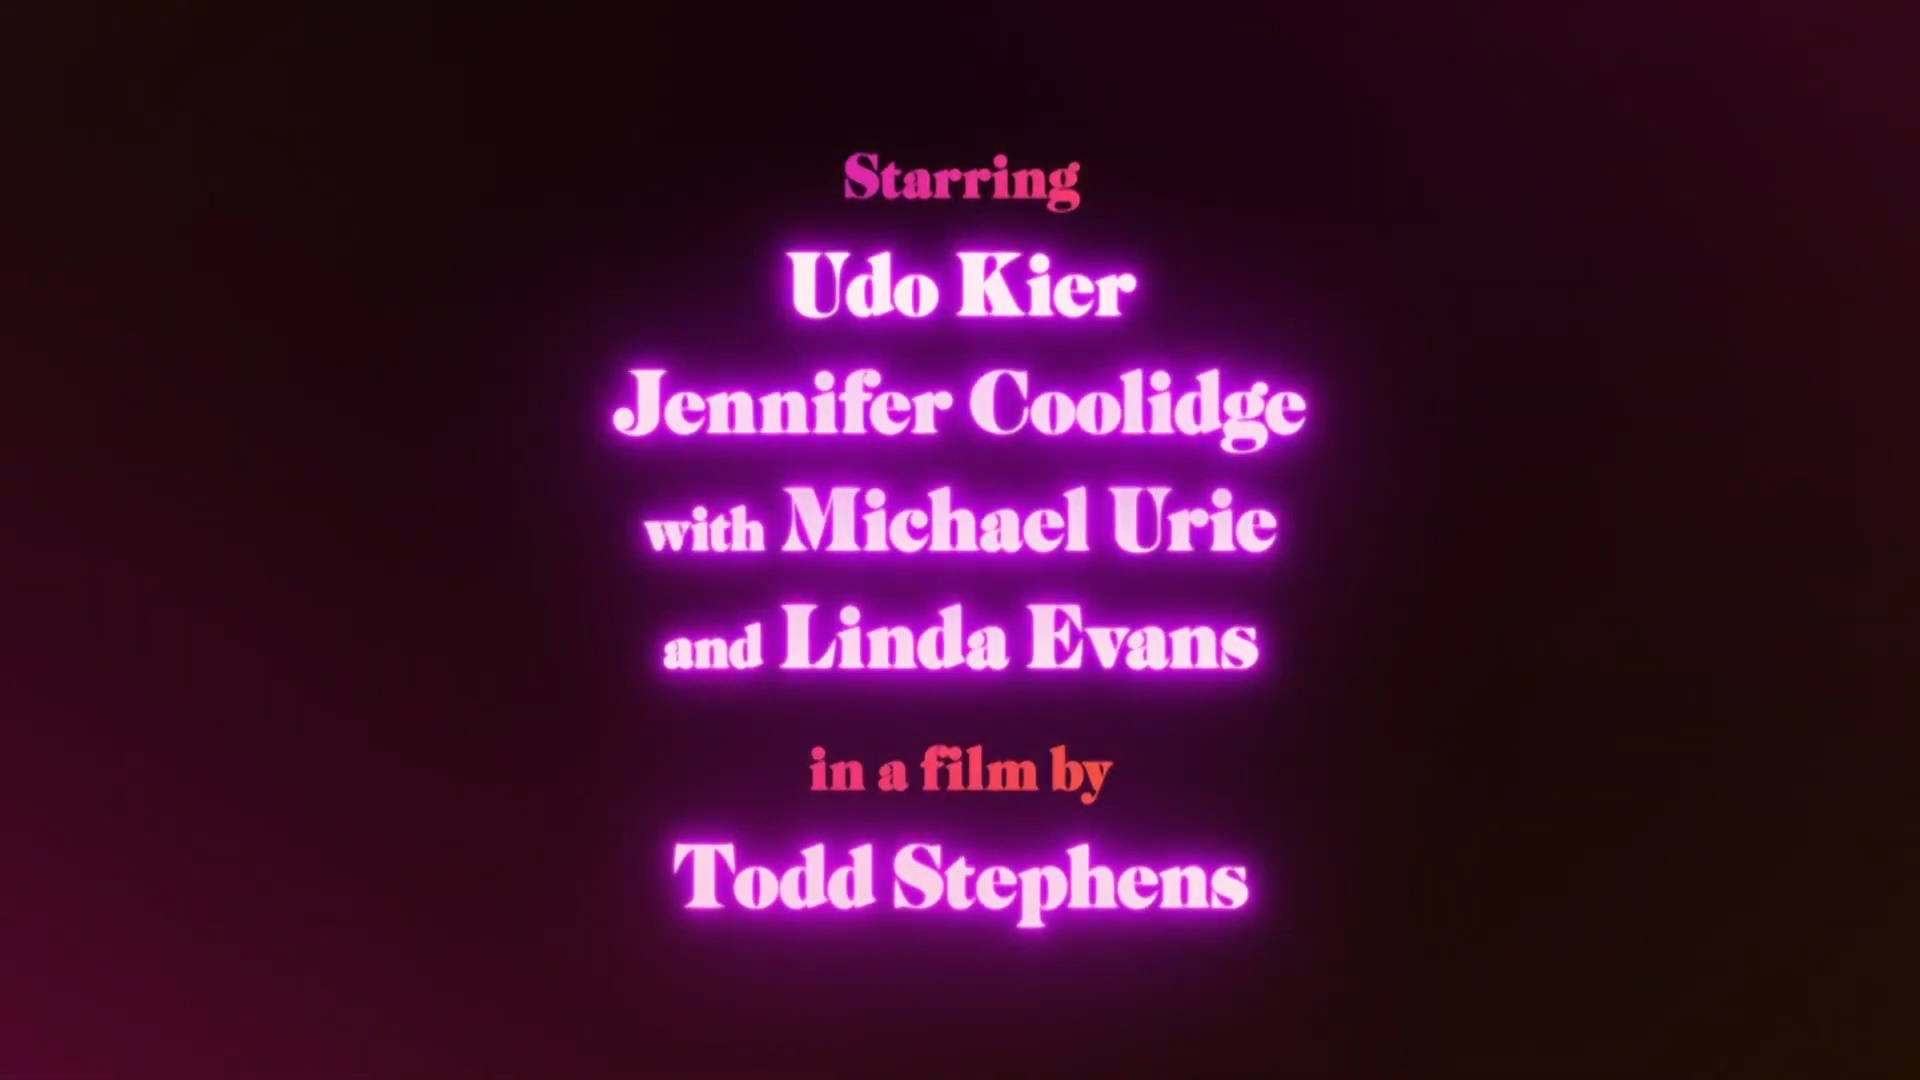 Starring
Udo Kier
Jennifer Coolidge
with Michael Urie
and Linda Evans
in a film by
Todd Stephens